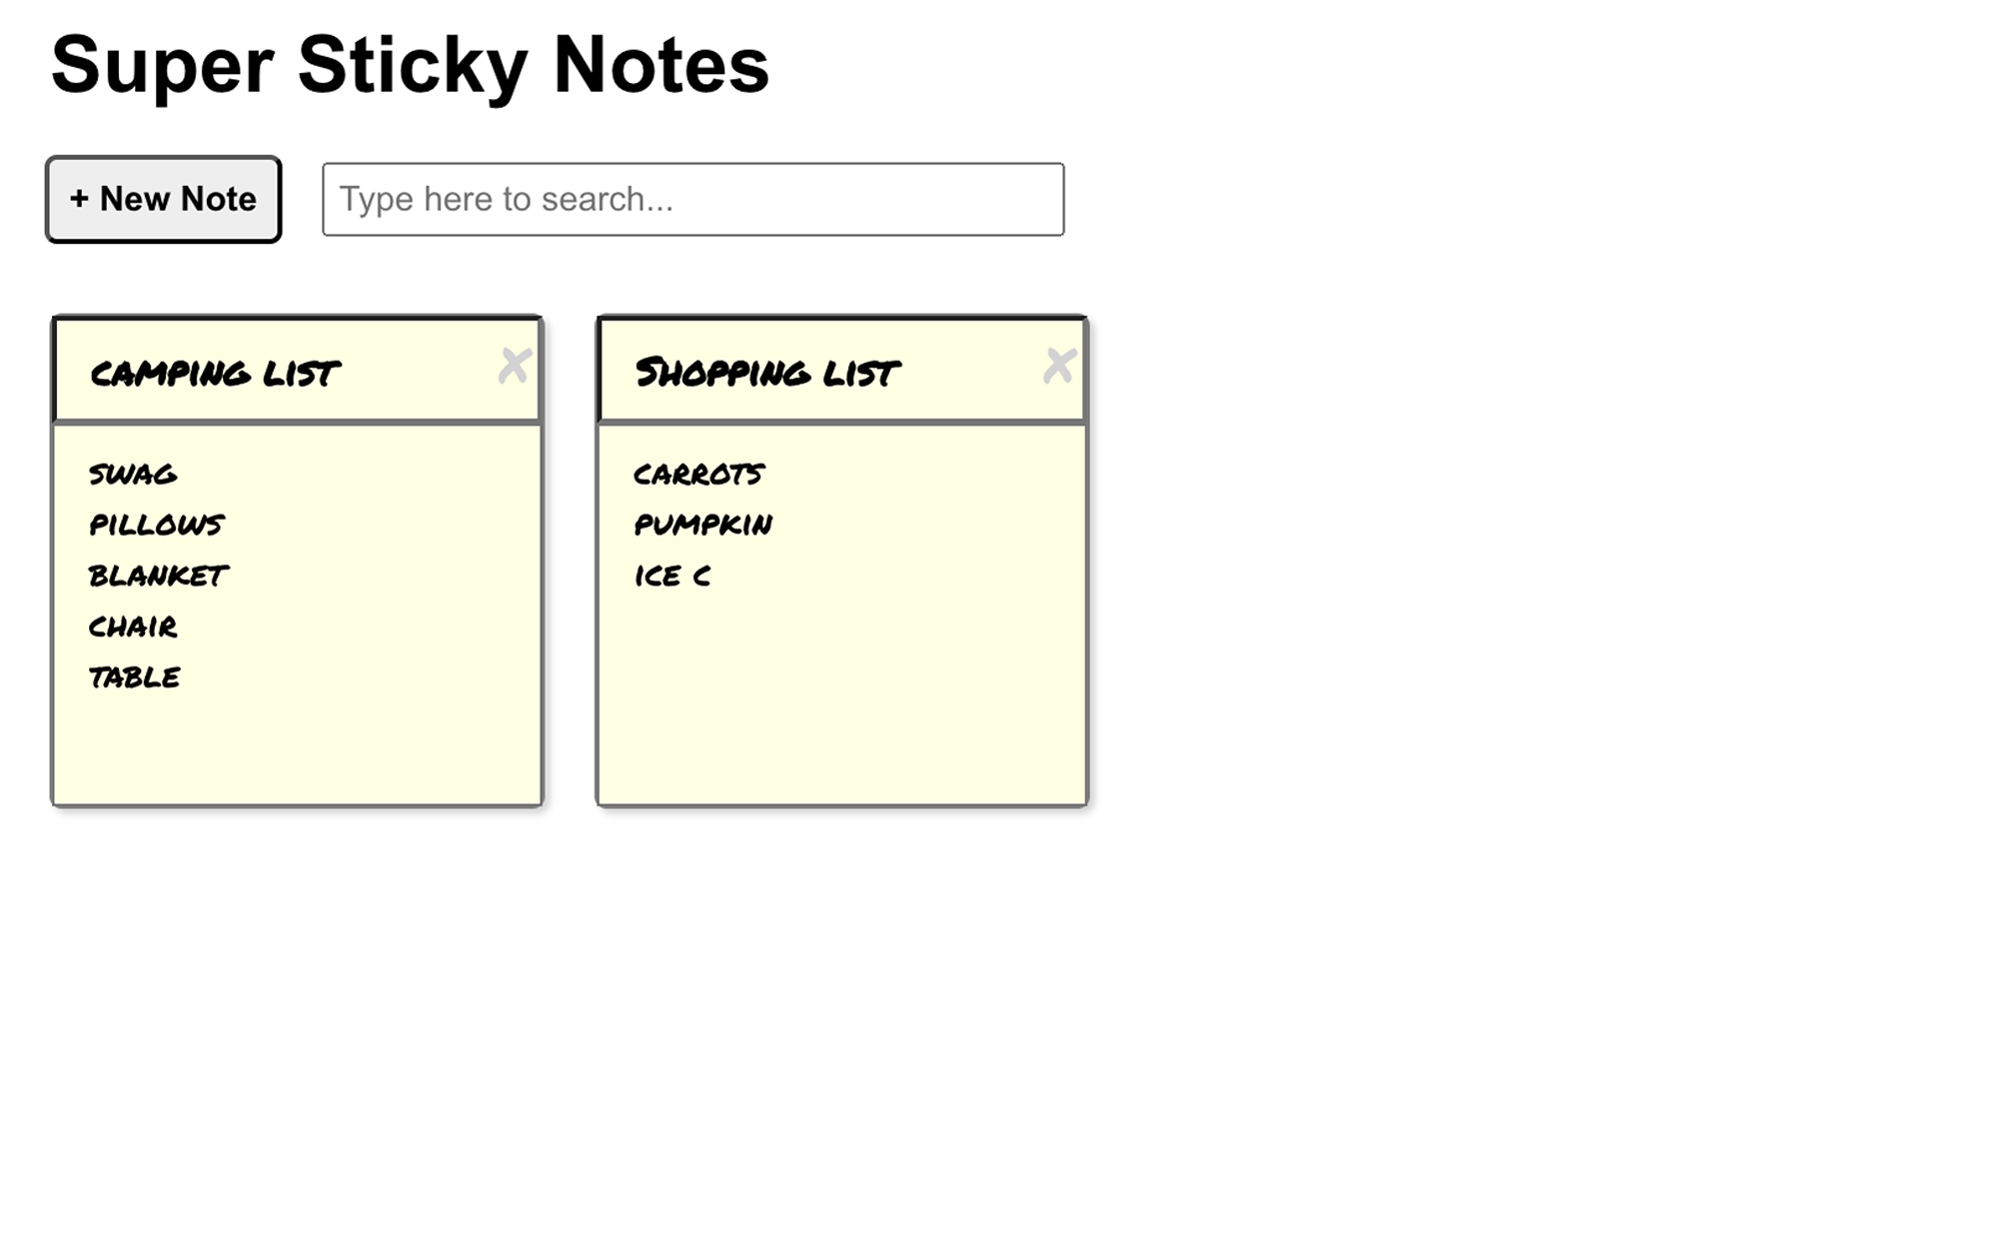 Super Sticky Notes
+ New Note
Type here to search...
camping list
✘
Shopping list
✘
swag
pillows
blanket
chair
table
carrots
pumpkin
ice c